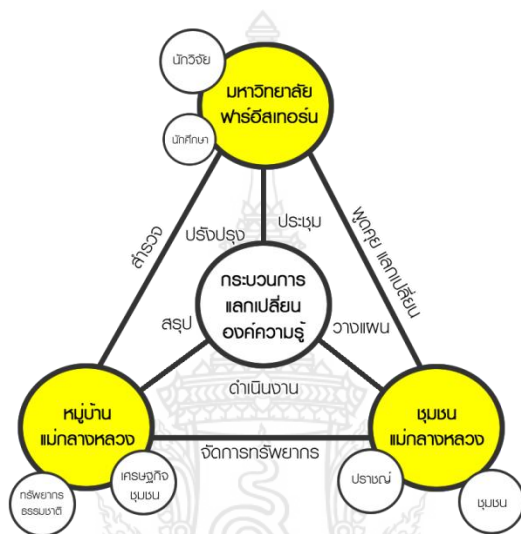 นักวิจัย
มหาวิทยาลัย
ฟาร์อีสเทอร์น
นักศึกษา
สำรวจ
ปรังปรุง
ประชุม
พูดคุย แลกเปลี่ยน
กระบวนการ
แลกเปลี่ยน
องค์ความรู้
สรุป
วางแผน
ดำเนินงาน
หมู่บ้าน
แม่กลางหลวง
ชุมชน
แม่กลางหลวง
จัดการทรัพยากร
เศรษฐกิจ
ชุมชน
ปราชญ์
ทรัพยากร
ธรรมชาติ
ชุมชน